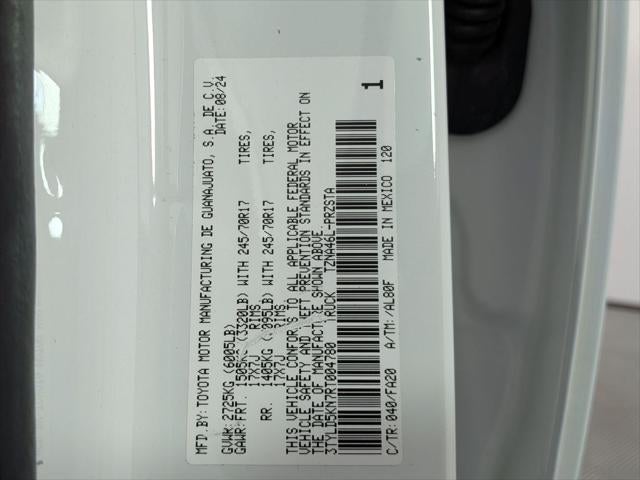 MFD. BY: TOYOTA MOTOR MANUFACTURING DE GUANAJUATO, S.A. DE C.V.
DATE: 08/24
GVWR: 2725KG (6005LB)
GAWR: FRT. 1505KG (3320LB) WITH 245/70R17 TIRES,
17X7J RIMS,
RR. 1405KG (3095LB) WITH 245/70R17 TIRES,
17X7J RIMS,
THIS VEHICLE CONFORMS TO ALL APPLICABLE FEDERAL MOTOR
VEHICLE SAFETY AND THEFT PREVENTION STANDARDS IN EFFECT ON
THE DATE OF MANUFACTURE SHOWN ABOVE.
3TYLD5KN7RT004780 TRUCK TZNA46L-PRZSTA
1
C/TR: 040/FA20 A/TM: /AL80F MADE IN MEXICO 120